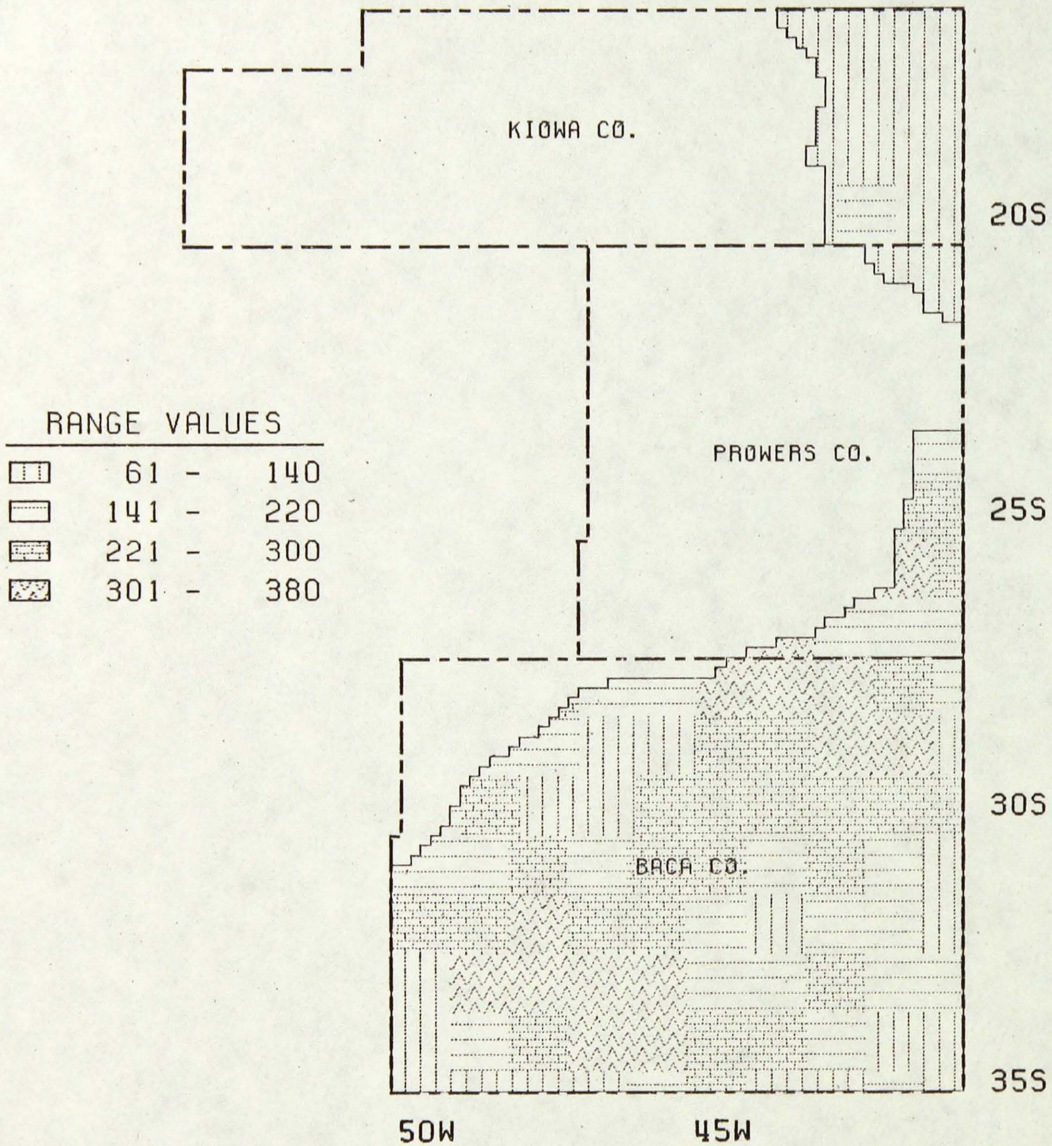 KIOWA CO.
20S
RANGE VALUES
61 - 140
141 - 220
221 - 300
301 - 380
PROWERS CO.
25S
30S
BACA CO.
35S
50W 45W